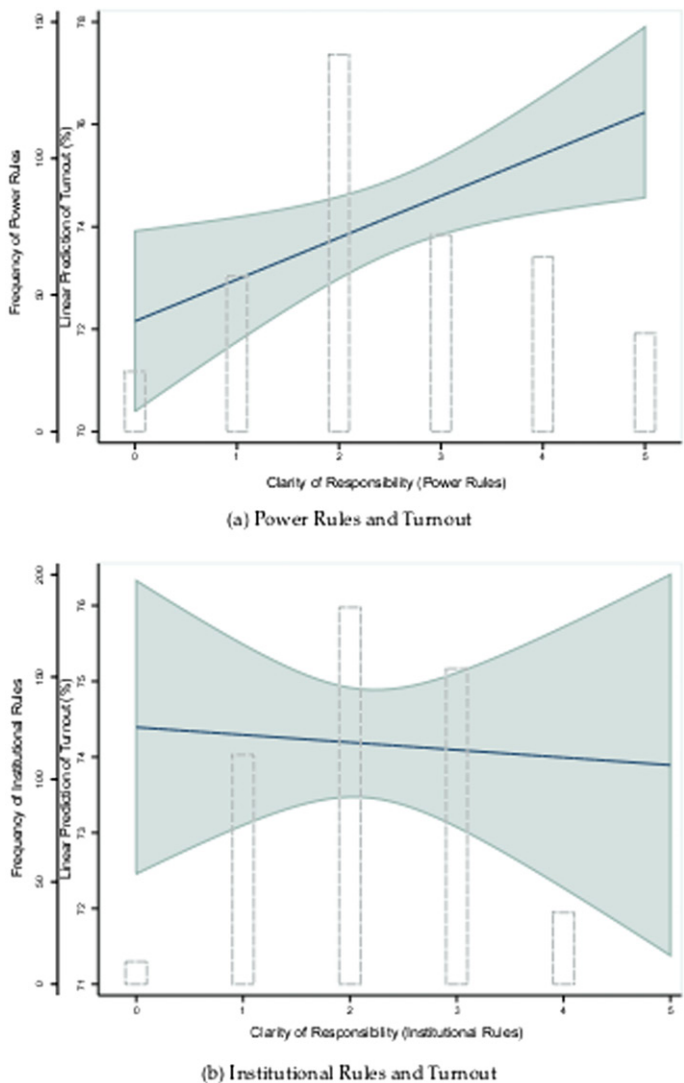 150
100
50
0
Frequency of Power Rules
78
76
74
72
70
Linear Prediction of Turnout (%)
0 1 2 3 4 5
Clarity of Responsibility (Power Rules)
(a) Power Rules and Turnout
200
150
100
50
0
Frequency of Institutional Rules
76
75
74
73
72
71
Linear Prediction of Turnout (%)
0 1 2 3 4 5
Clarity of Responsibility (Institutional Rules)
(b) Institutional Rules and Turnout